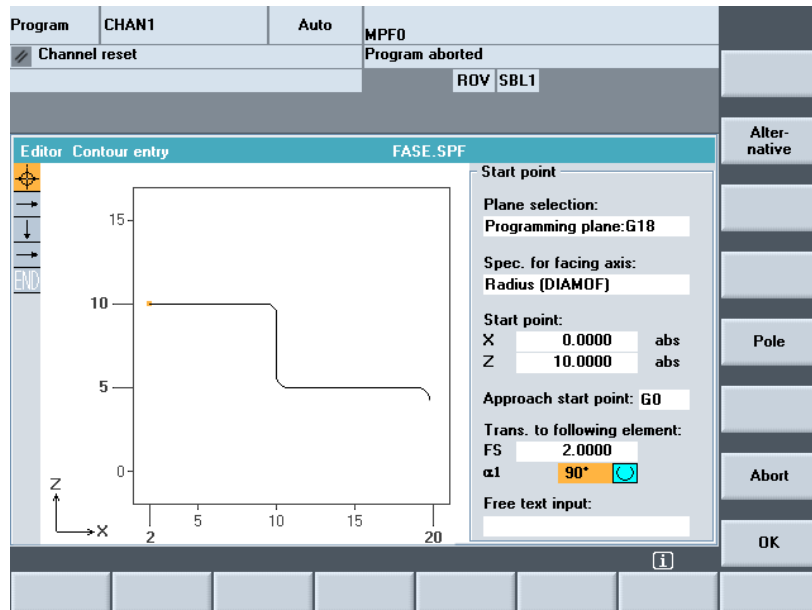 Program
CHAN1
Auto
MPF0
Channel reset
Program aborted
ROV SBL1
Editor Contour entry
FASE.SPF
Alter-
native
Start point
Plane selection:
Programming plane:G18
Spec. for facing axis:
Radius (DIAMOF)
Start point:
X 0.0000 abs
Z 10.0000 abs
Approach start point: G0
Trans. to following element:
FS 2.0000
α1 90°
Free text input:
END
15
10
5
0
Z
X
2
5
10
15
20
Pole
Abort
OK
i